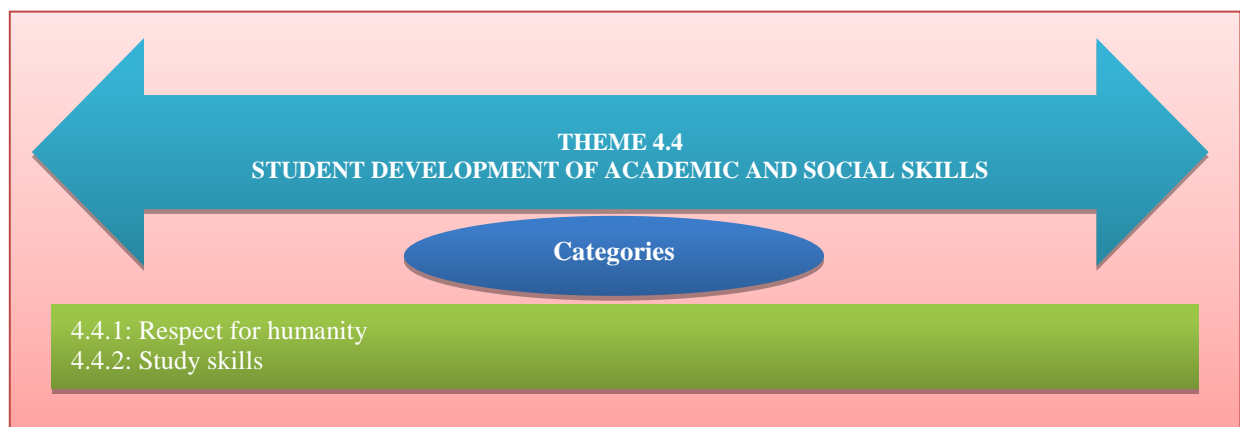 THEME 4.4
STUDENT DEVELOPMENT OF ACADEMIC AND SOCIAL SKILLS
Categories
4.4.1: Respect for humanity
4.4.2: Study skills